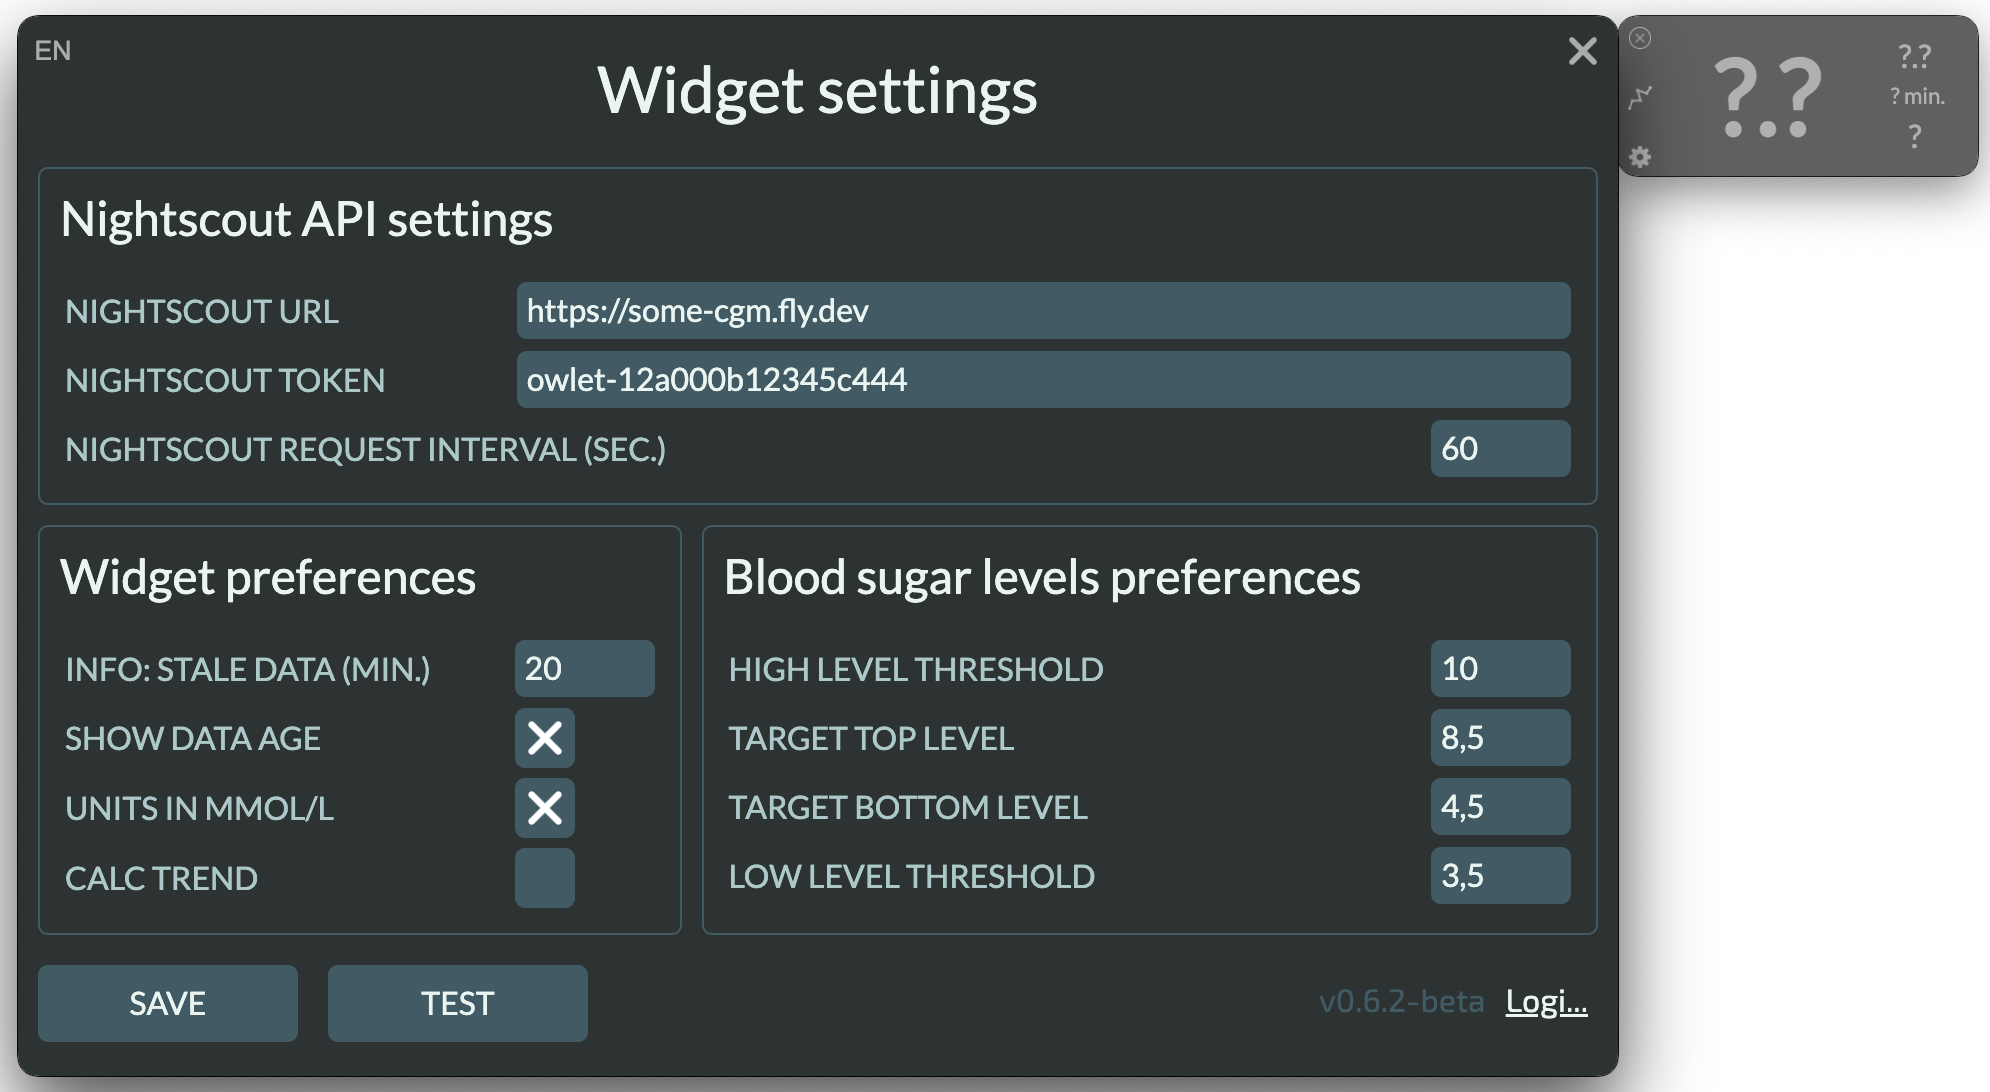 EN
Widget settings
Nightscout API settings
NIGHTSCOUT URL https://some-cgm.fly.dev
NIGHTSCOUT TOKEN owlet-12a000b12345c444
NIGHTSCOUT REQUEST INTERVAL (SEC.) 60
Widget preferences
INFO: STALE DATA (MIN.) 20
SHOW DATA AGE
UNITS IN MMOL/L
CALC TREND
Blood sugar levels preferences
HIGH LEVEL THRESHOLD 10
TARGET TOP LEVEL 8,5
TARGET BOTTOM LEVEL 4,5
LOW LEVEL THRESHOLD 3,5
SAVE TEST
v0.6.2-beta Logi...
?.?
?.?
? min.
?